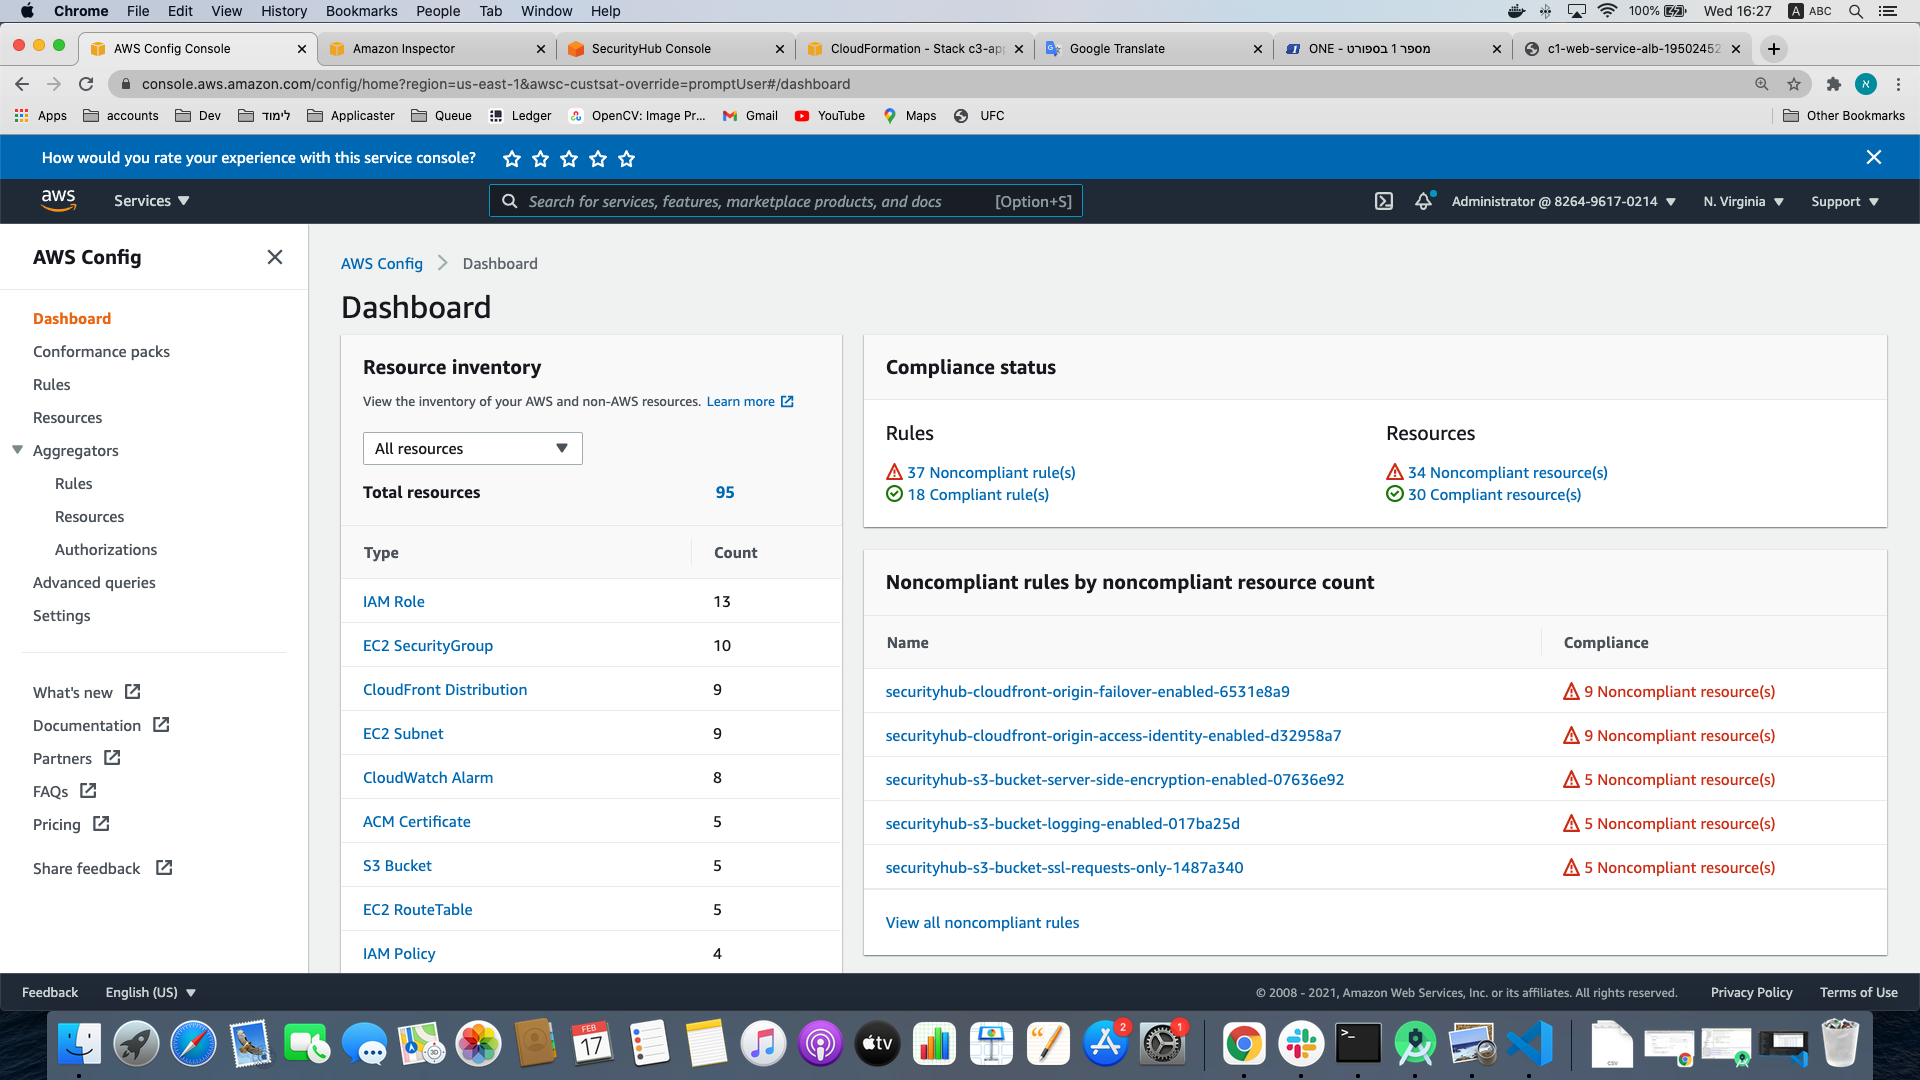 Chrome File Edit View History Bookmarks People Tab Window Help 100% Wed 16:27 A ABC
AWS Config Console
Amazon Inspector
SecurityHub Console
CloudFormation - Stack c3-app
Google Translate
ONE - מספר 1 בספורט
c1-web-service-alb-19502452
console.aws.amazon.com/config/home?region=us-east-1&awsc-custsat-override=promptUser#/dashboard
א
Apps accounts Dev לימוד Applicaster Queue Ledger OpenCV: Image Pr... Gmail YouTube Maps UFC Other Bookmarks
How would you rate your experience with this service console?
aws Services Search for services, features, marketplace products, and docs [Option+S] Administrator @ 8264-9617-0214 N. Virginia Support
AWS Config
Dashboard
Conformance packs
Rules
Resources
Aggregators
Rules
Resources
Authorizations
Advanced queries
Settings
What's new
Documentation
Partners
FAQs
Pricing
Share feedback
AWS Config Dashboard
Dashboard
Resource inventory
View the inventory of your AWS and non-AWS resources. Learn more
All resources
Total resources 95
Type Count
IAM Role 13
EC2 SecurityGroup 10
CloudFront Distribution 9
EC2 Subnet 9
CloudWatch Alarm 8
ACM Certificate 5
S3 Bucket 5
EC2 RouteTable 5
IAM Policy 4
Compliance status
Rules
37 Noncompliant rule(s)
18 Compliant rule(s)
Resources
34 Noncompliant resource(s)
30 Compliant resource(s)
Noncompliant rules by noncompliant resource count
Name Compliance
securityhub-cloudfront-origin-failover-enabled-6531e8a9 9 Noncompliant resource(s)
securityhub-cloudfront-origin-access-identity-enabled-d32958a7 9 Noncompliant resource(s)
securityhub-s3-bucket-server-side-encryption-enabled-07636e92 5 Noncompliant resource(s)
securityhub-s3-bucket-logging-enabled-017ba25d 5 Noncompliant resource(s)
securityhub-s3-bucket-ssl-requests-only-1487a340 5 Noncompliant resource(s)
View all noncompliant rules
Feedback English (US) © 2008 - 2021, Amazon Web Services, Inc. or its affiliates. All rights reserved. Privacy Policy Terms of Use
3D
FEB
17
tv
2
1
>_
CSV